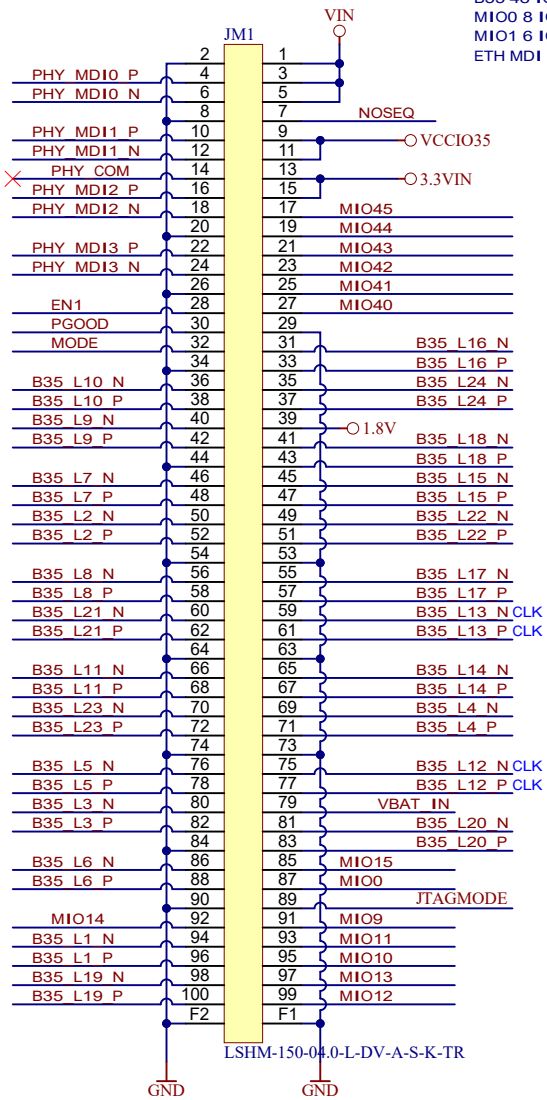 B35 48 IO
MIO0 8 IO
MIO1 6 IO
ETH MDI
VIN
JM1
2 1
PHY_MDI0_P 4 3
PHY_MDI0_N 6 5
8 7 NOSEQ
PHY_MDI1_P 10 9 VCCIO35
PHY_MDI1_N 12 11
PHY_COM 14 13 3.3VIN
PHY_MDI2_P 16 15
PHY_MDI2_N 18 17 MIO45
20 19 MIO44
PHY_MDI3_P 22 21 MIO43
PHY_MDI3_N 24 23 MIO42
26 25 MIO41
EN1 28 27 MIO40
PGOOD 30 29
MODE 32 31 B35_L16_N
34 33 B35_L16_P
B35_L10_N 36 35 B35_L24_N
B35_L10_P 38 37 B35_L24_P
B35_L9_N 40 39 1.8V
B35_L9_P 42 41 B35_L18_N
44 43 B35_L18_P
B35_L7_N 46 45 B35_L15_N
B35_L7_P 48 47 B35_L15_P
B35_L2_N 50 49 B35_L22_N
B35_L2_P 52 51 B35_L22_P
54 53
B35_L8_N 56 55 B35_L17_N
B35_L8_P 58 57 B35_L17_P
B35_L21_N 60 59 B35_L13_N CLK
B35_L21_P 62 61 B35_L13_P CLK
64 63
B35_L11_N 66 65 B35_L14_N
B35_L11_P 68 67 B35_L14_P
B35_L23_N 70 69 B35_L4_N
B35_L23_P 72 71 B35_L4_P
74 73
B35_L5_N 76 75 B35_L12_N CLK
B35_L5_P 78 77 B35_L12_P CLK
B35_L3_N 80 79 VBAT_IN
B35_L3_P 82 81 B35_L20_N
84 83 B35_L20_P
B35_L6_N 86 85 MIO15
B35_L6_P 88 87 MIO0
90 89 JTAGMODE
MIO14 92 91 MIO9
B35_L1_N 94 93 MIO11
B35_L1_P 96 95 MIO10
B35_L19_N 98 97 MIO13
B35_L19_P 100 99 MIO12
F2 F1
LSHM-150-04.0-L-DV-A-S-K-TR
GND GND